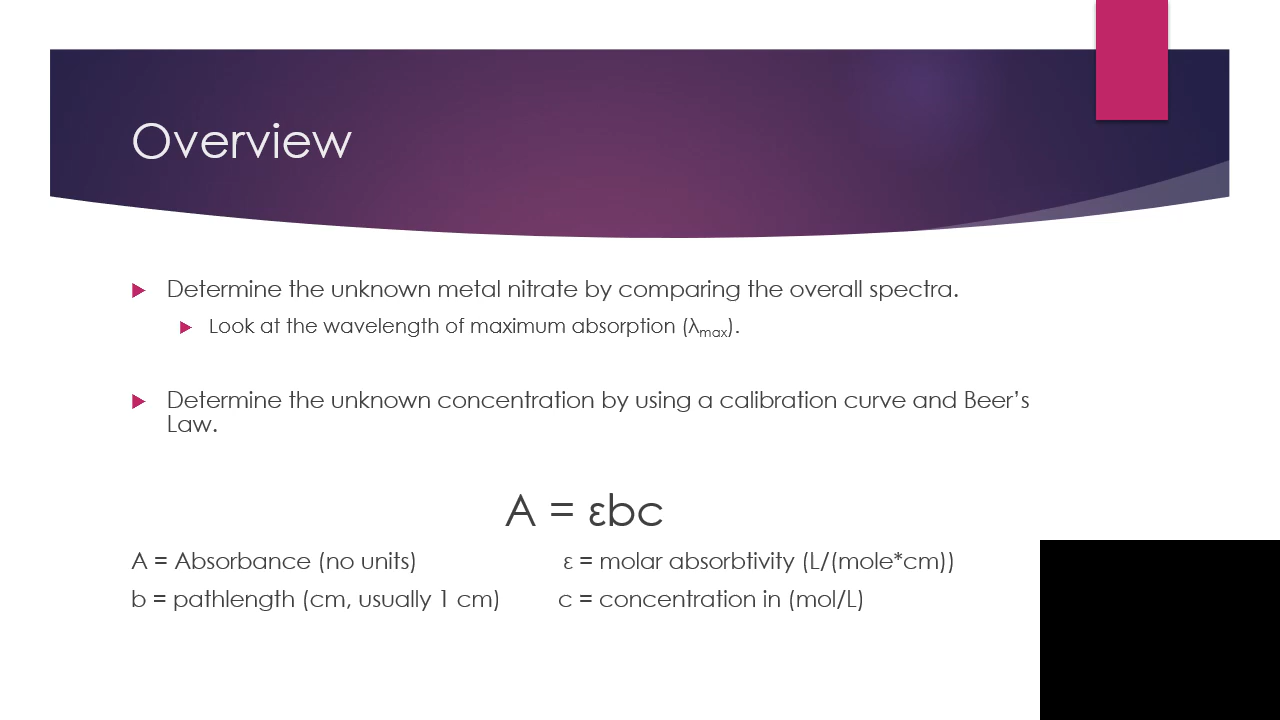 Overview
Determine the unknown metal nitrate by comparing the overall spectra.
Look at the wavelength of maximum absorption (λmax).
Determine the unknown concentration by using a calibration curve and Beer’s
Law.
A = εbc
A = Absorbance (no units) ε = molar absorbtivity (L/(mole*cm))
b = pathlength (cm, usually 1 cm) c = concentration in (mol/L)